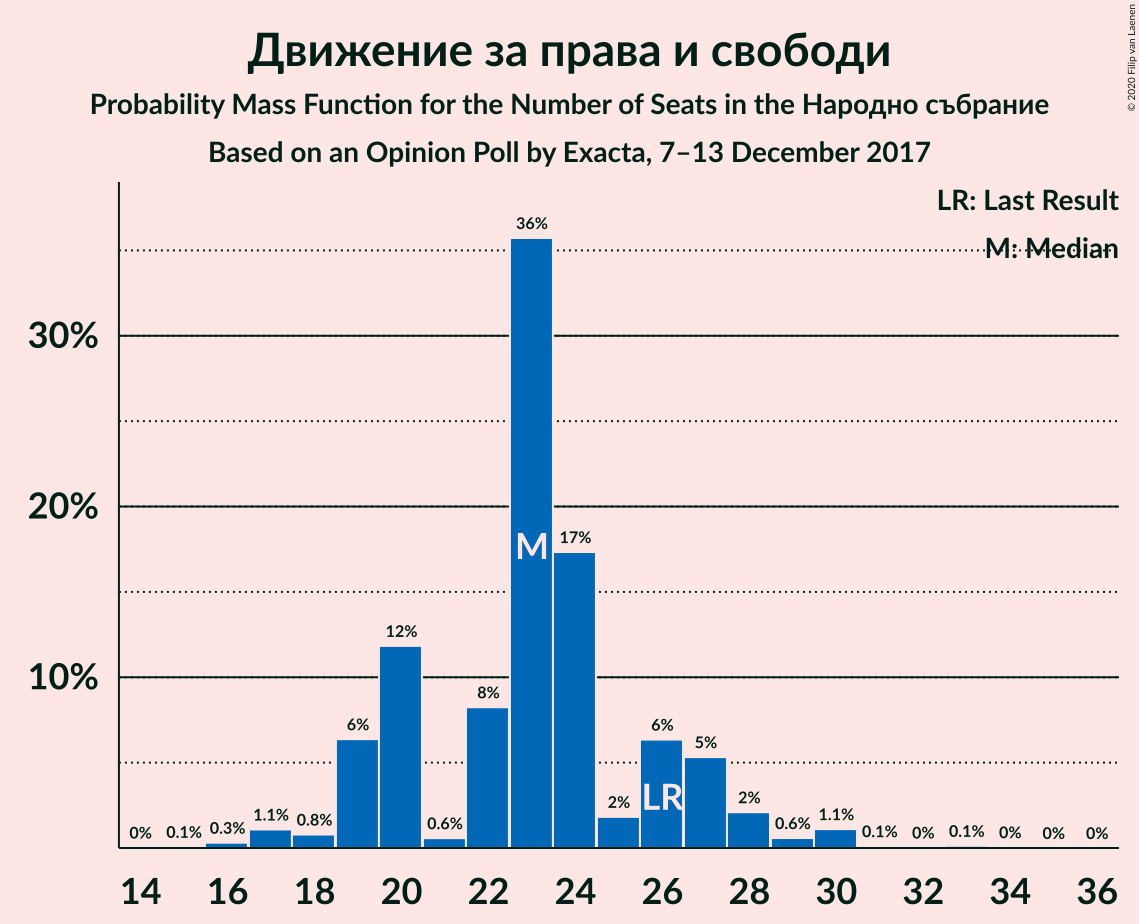 Движение за права и свободи
Probability Mass Function for the Number of Seats in the Народно събрание
Based on an Opinion Poll by Exacta, 7–13 December 2017
© 2020 Filip van Laenen
LR: Last Result
M: Median
30%
20%
10%
0% 0.1% 0.3% 1.1% 0.8% 6% 12% 0.6% 8% 36% 17% 2% 6% 5% 2% 0.6% 1.1% 0.1% 0% 0.1% 0% 0% 0%
M
LR
14 16 18 20 22 24 26 28 30 32 34 36